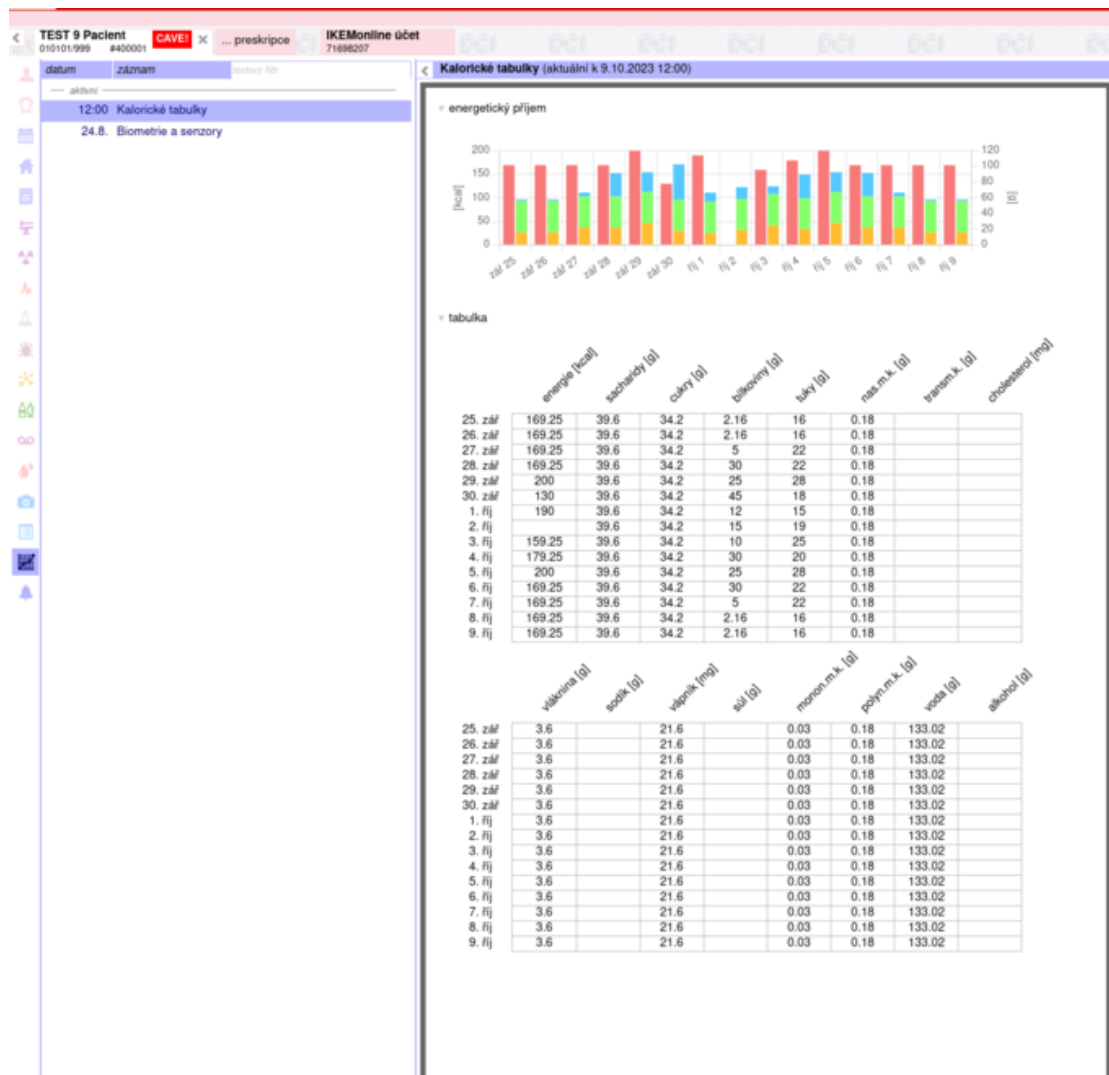 TEST 9 Pacient
010101/999 #400001 CAVE! × ... preskripce
IKEMonline účet
71698207
datum záznam textový filtr
aktivní
12:00 Kalorické tabulky
24.8. Biometrie a senzory
Kalorické tabulky (aktuální k 9.10.2023 12:00)
energetický příjem
200 150 100 50 0
[kcal]
120 100 80 60 40 20 0
[g]
zář 25 zář 26 zář 27 zář 28 zář 29 zář 30 říj 1 říj 2 říj 3 říj 4 říj 5 říj 6 říj 7 říj 8 říj 9
tabulka
energie [kcal] sacharidy [g] cukry [g] bílkoviny [g] tuky [g] nas.m.k. [g] transm.k. [g] cholesterol [mg]
25. zář 169.25 39.6 34.2 2.16 16 0.18
26. zář 169.25 39.6 34.2 2.16 16 0.18
27. zář 169.25 39.6 34.2 5 22 0.18
28. zář 169.25 39.6 34.2 30 22 0.18
29. zář 200 39.6 34.2 25 28 0.18
30. zář 130 39.6 34.2 45 18 0.18
1. říj 190 39.6 34.2 12 15 0.18
2. říj 39.6 34.2 15 19 0.18
3. říj 159.25 39.6 34.2 10 25 0.18
4. říj 179.25 39.6 34.2 30 20 0.18
5. říj 200 39.6 34.2 25 28 0.18
6. říj 169.25 39.6 34.2 30 22 0.18
7. říj 169.25 39.6 34.2 5 22 0.18
8. říj 169.25 39.6 34.2 2.16 16 0.18
9. říj 169.25 39.6 34.2 2.16 16 0.18
vláknina [g] sodík [g] vápník [mg] sůl [g] monon.m.k. [g] polyn.m.k. [g] voda [g] alkohol [g]
25. zář 3.6 21.6 0.03 0.18 133.02
26. zář 3.6 21.6 0.03 0.18 133.02
27. zář 3.6 21.6 0.03 0.18 133.02
28. zář 3.6 21.6 0.03 0.18 133.02
29. zář 3.6 21.6 0.03 0.18 133.02
30. zář 3.6 21.6 0.03 0.18 133.02
1. říj 3.6 21.6 0.03 0.18 133.02
2. říj 3.6 21.6 0.03 0.18 133.02
3. říj 3.6 21.6 0.03 0.18 133.02
4. říj 3.6 21.6 0.03 0.18 133.02
5. říj 3.6 21.6 0.03 0.18 133.02
6. říj 3.6 21.6 0.03 0.18 133.02
7. říj 3.6 21.6 0.03 0.18 133.02
8. říj 3.6 21.6 0.03 0.18 133.02
9. říj 3.6 21.6 0.03 0.18 133.02